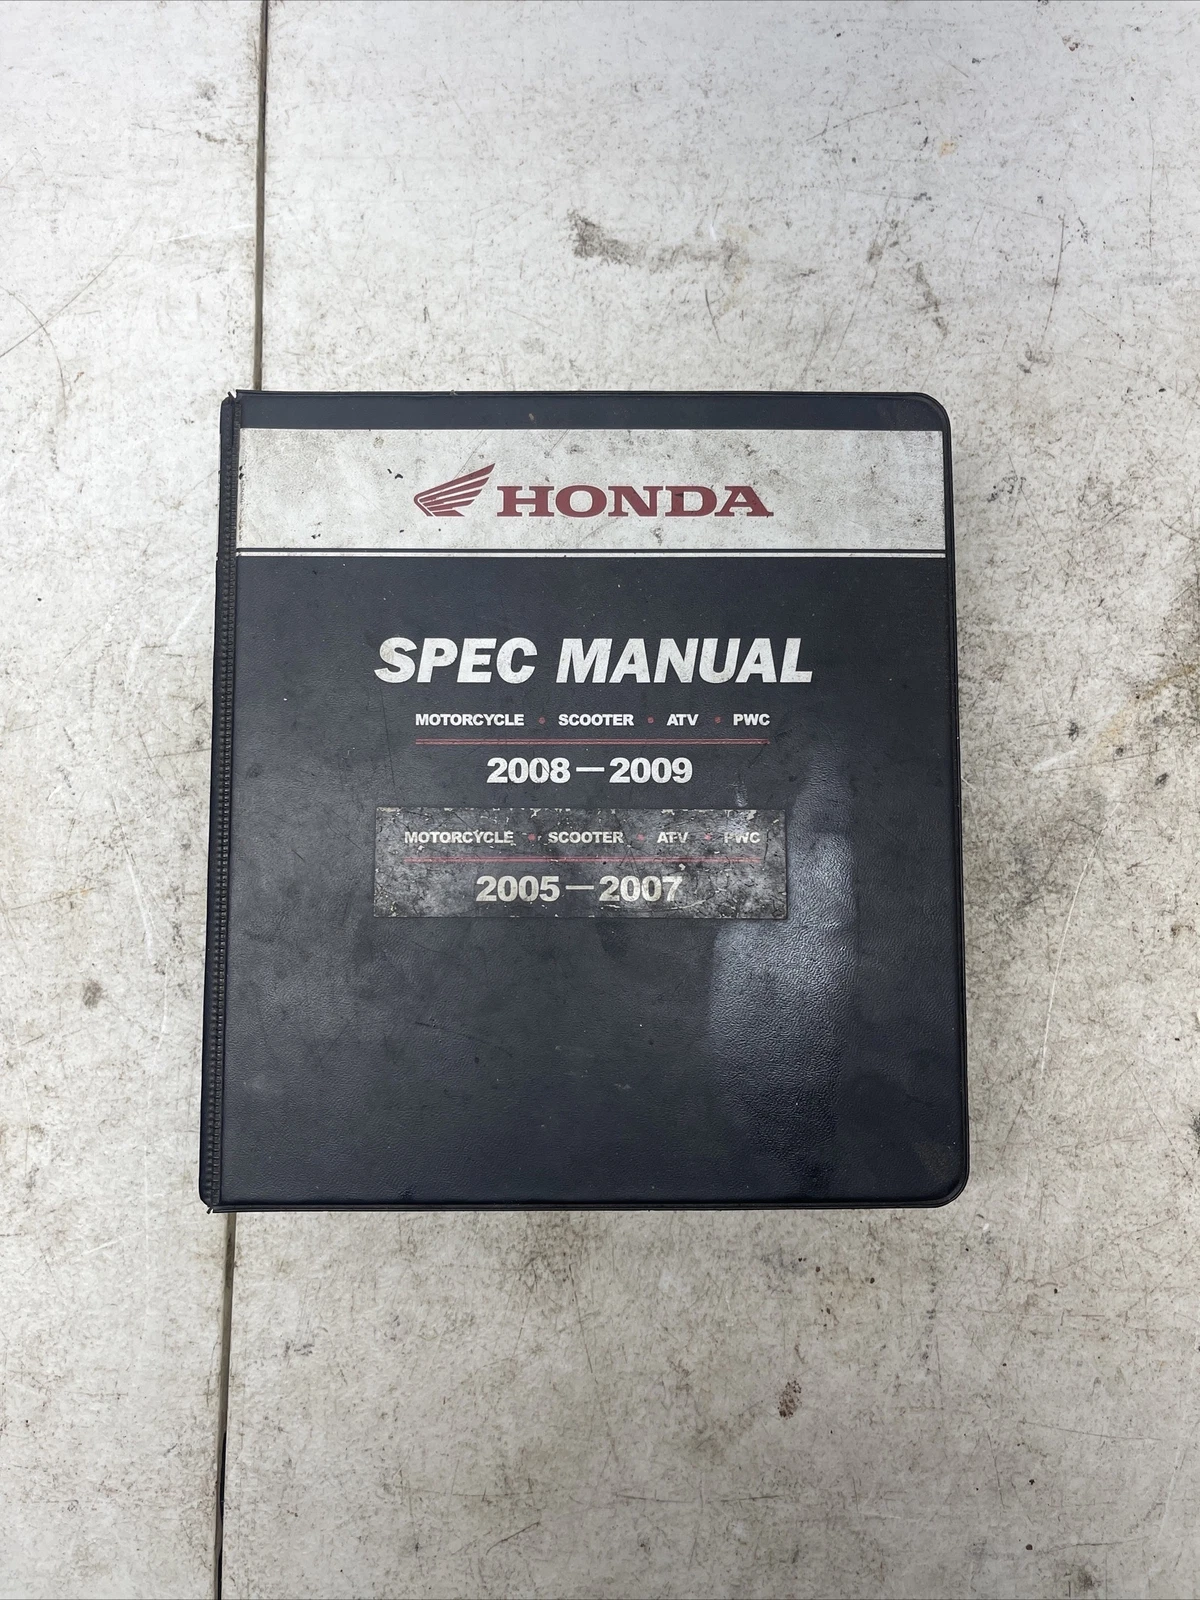 HONDA
SPEC MANUAL
MOTORCYCLE • SCOOTER • ATV • PWC
2008—2009
MOTORCYCLE • SCOOTER • ATV • PWC
2005—2007